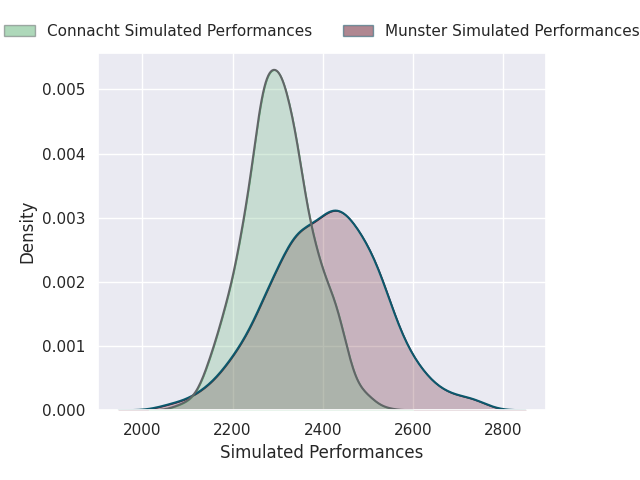 Connacht Simulated Performances Munster Simulated Performances
0.005
0.004
0.003
0.002
0.001
0.000
Density
2000 2200 2400 2600 2800
Simulated Performances